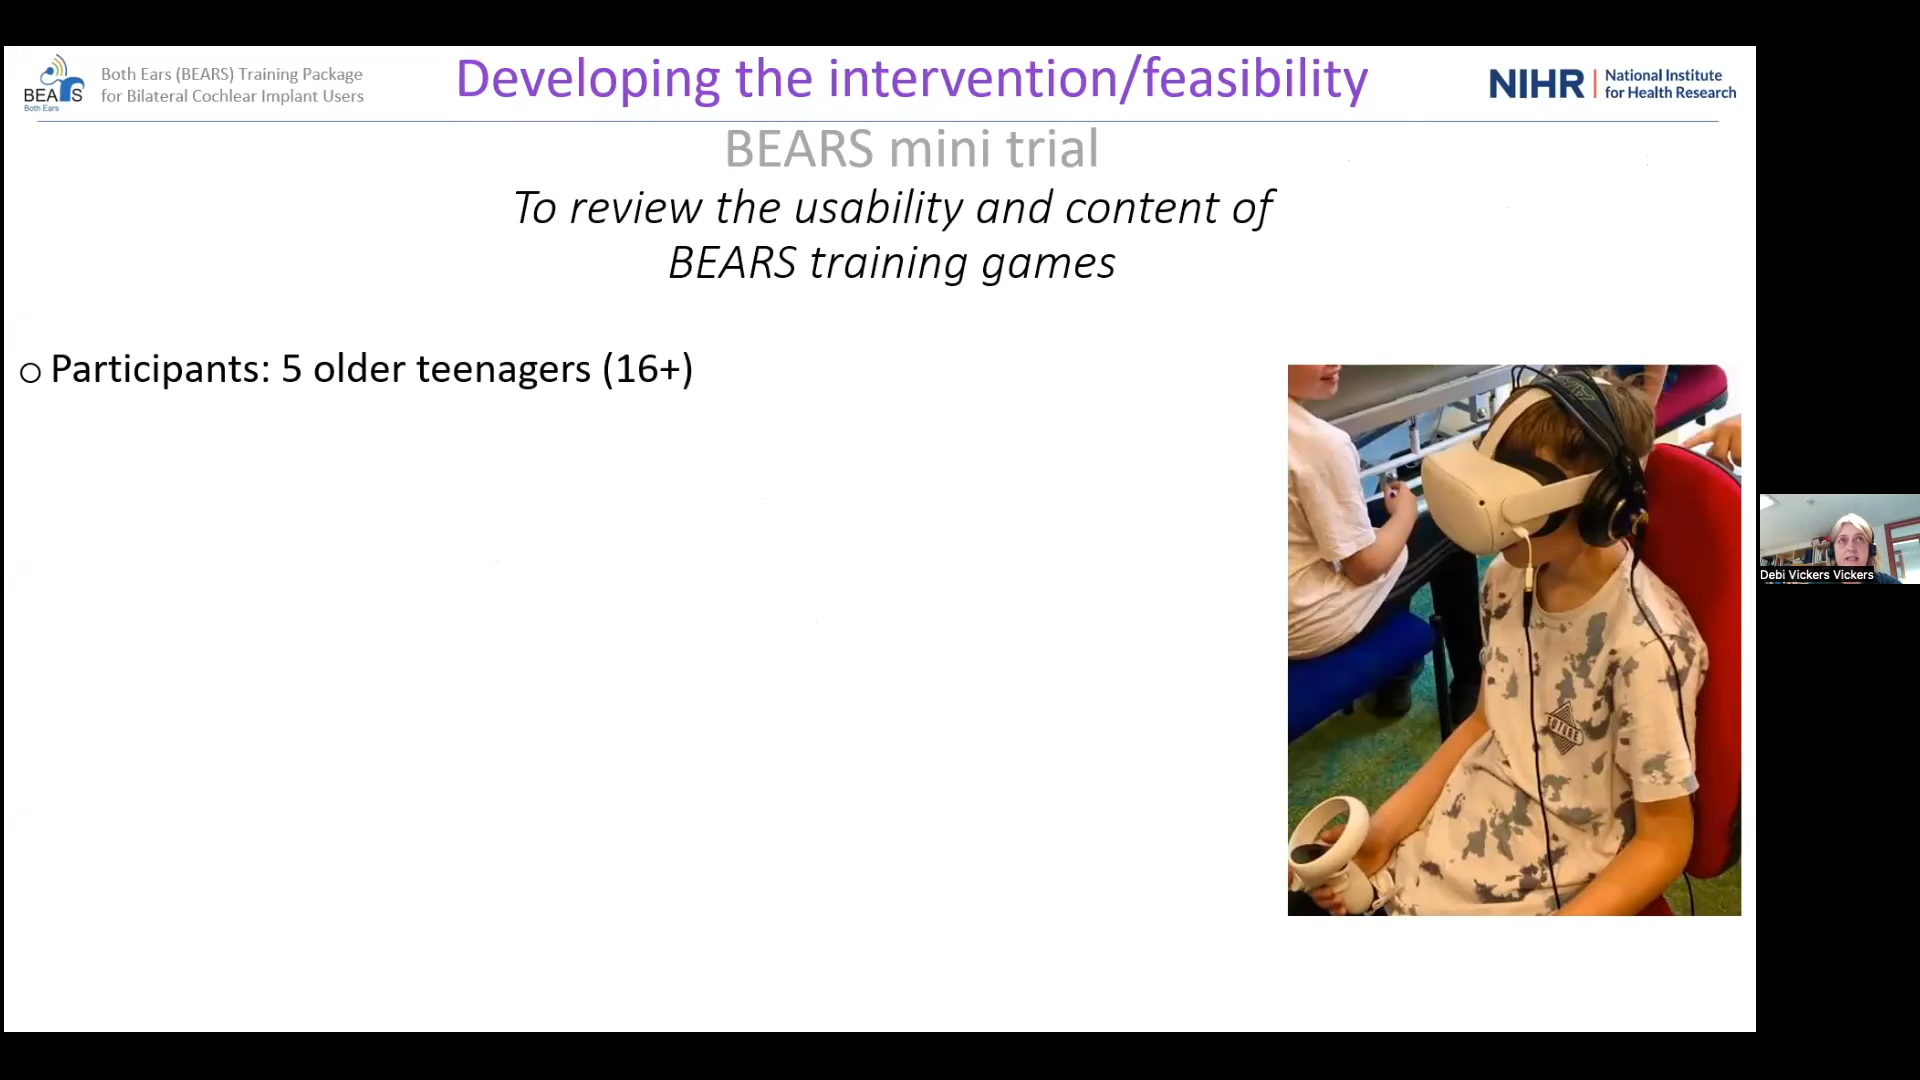 BEARS
Both Ears
Both Ears (BEARS) Training Package
for Bilateral Cochlear Implant Users
Developing the intervention/feasibility
NIHR | National Institute
for Health Research
BEARS mini trial
To review the usability and content of
BEARS training games
o Participants: 5 older teenagers (16+)
FUTURE
Debi Vickers Vickers